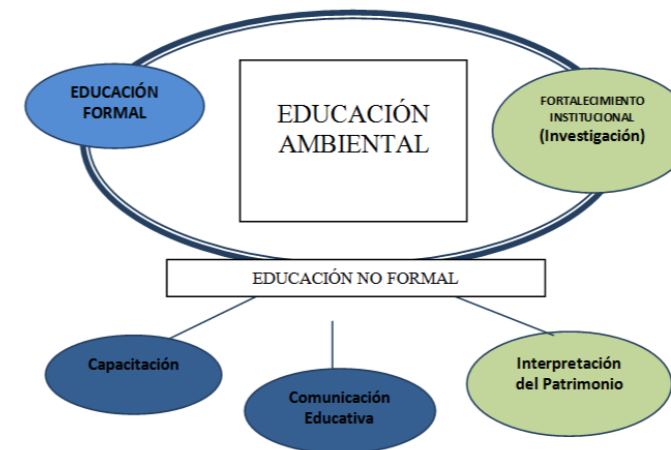 EDUCACIÓN
FORMAL
EDUCACIÓN
AMBIENTAL
FORTALECIMIENTO
INSTITUCIONAL
(Investigación)
EDUCACIÓN NO FORMAL
Capacitación
Comunicación
Educativa
Interpretación
del Patrimonio